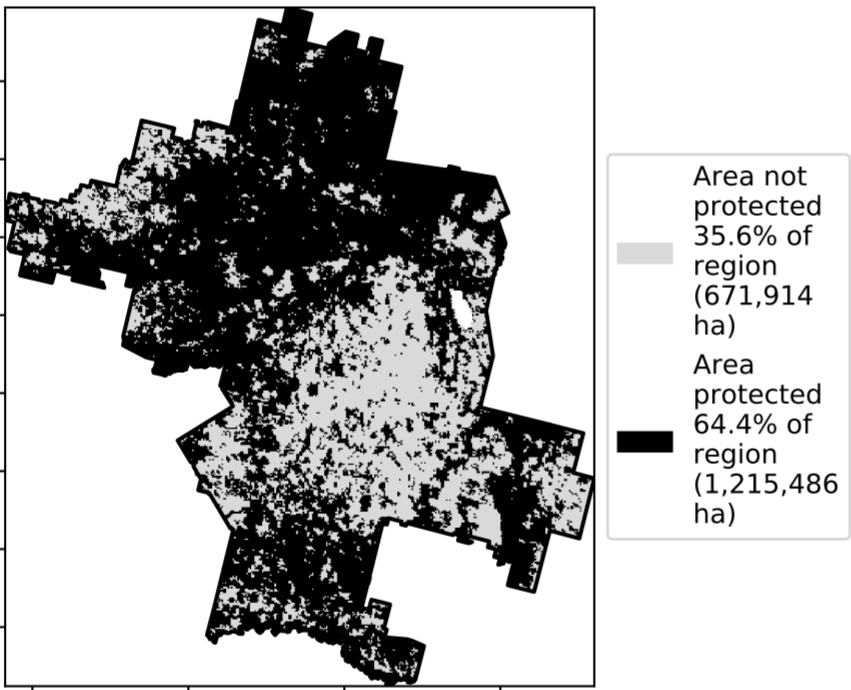 Area not
protected
35.6% of
region
(671,914
ha)
Area
protected
64.4% of
region
(1,215,486
ha)